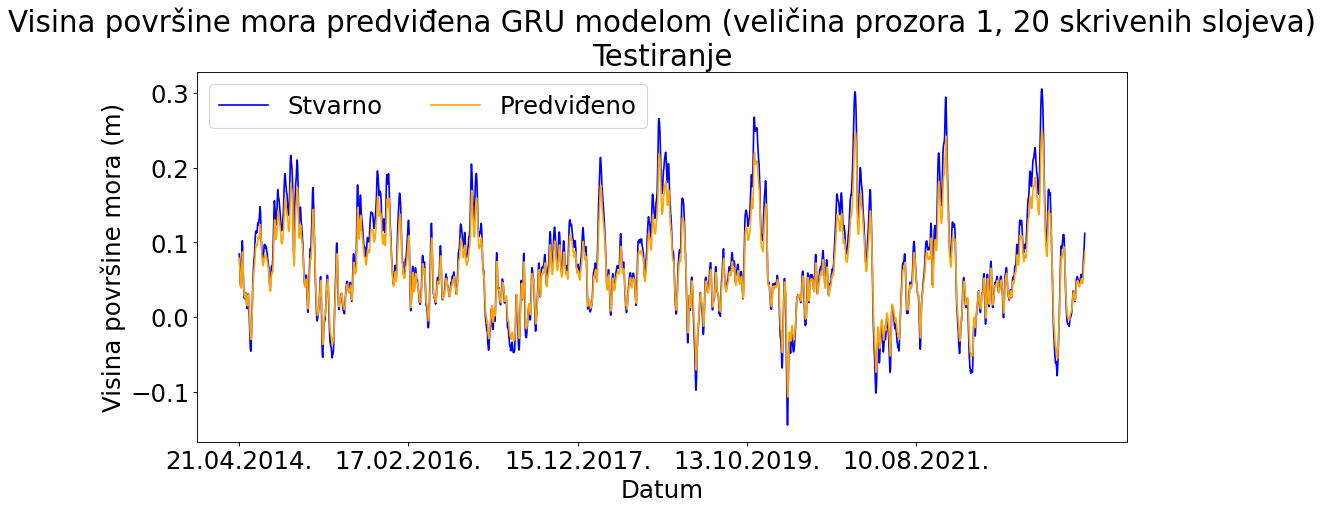 Visina površine mora predviđena GRU modelom (veličina prozora 1, 20 skrivenih slojeva)
Testiranje
Stvarno Predviđeno
Visina površine mora (m)
0.3
0.2
0.1
0.0
−0.1
21.04.2014. 17.02.2016. 15.12.2017. 13.10.2019. 10.08.2021.
Datum